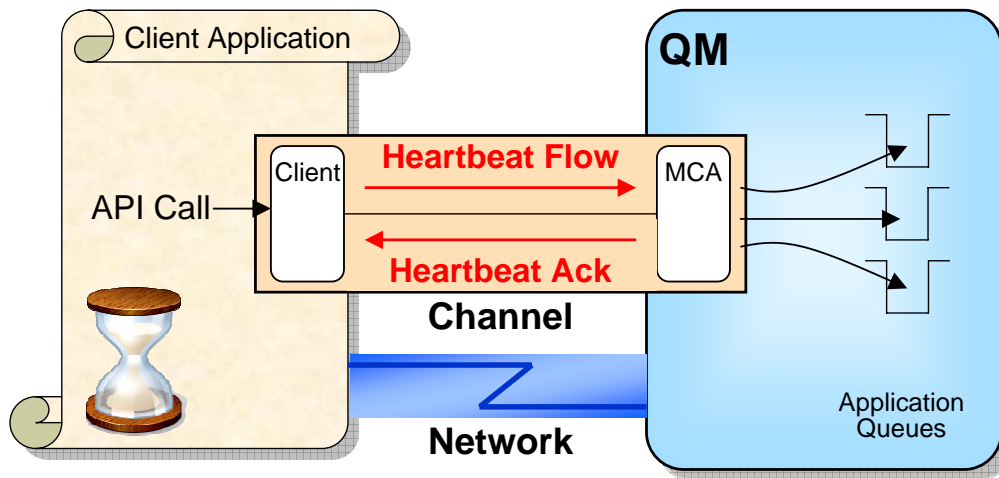 Client Application
QM
Client
Heartbeat Flow
MCA
API Call
Heartbeat Ack
Channel
Application
Queues
Network